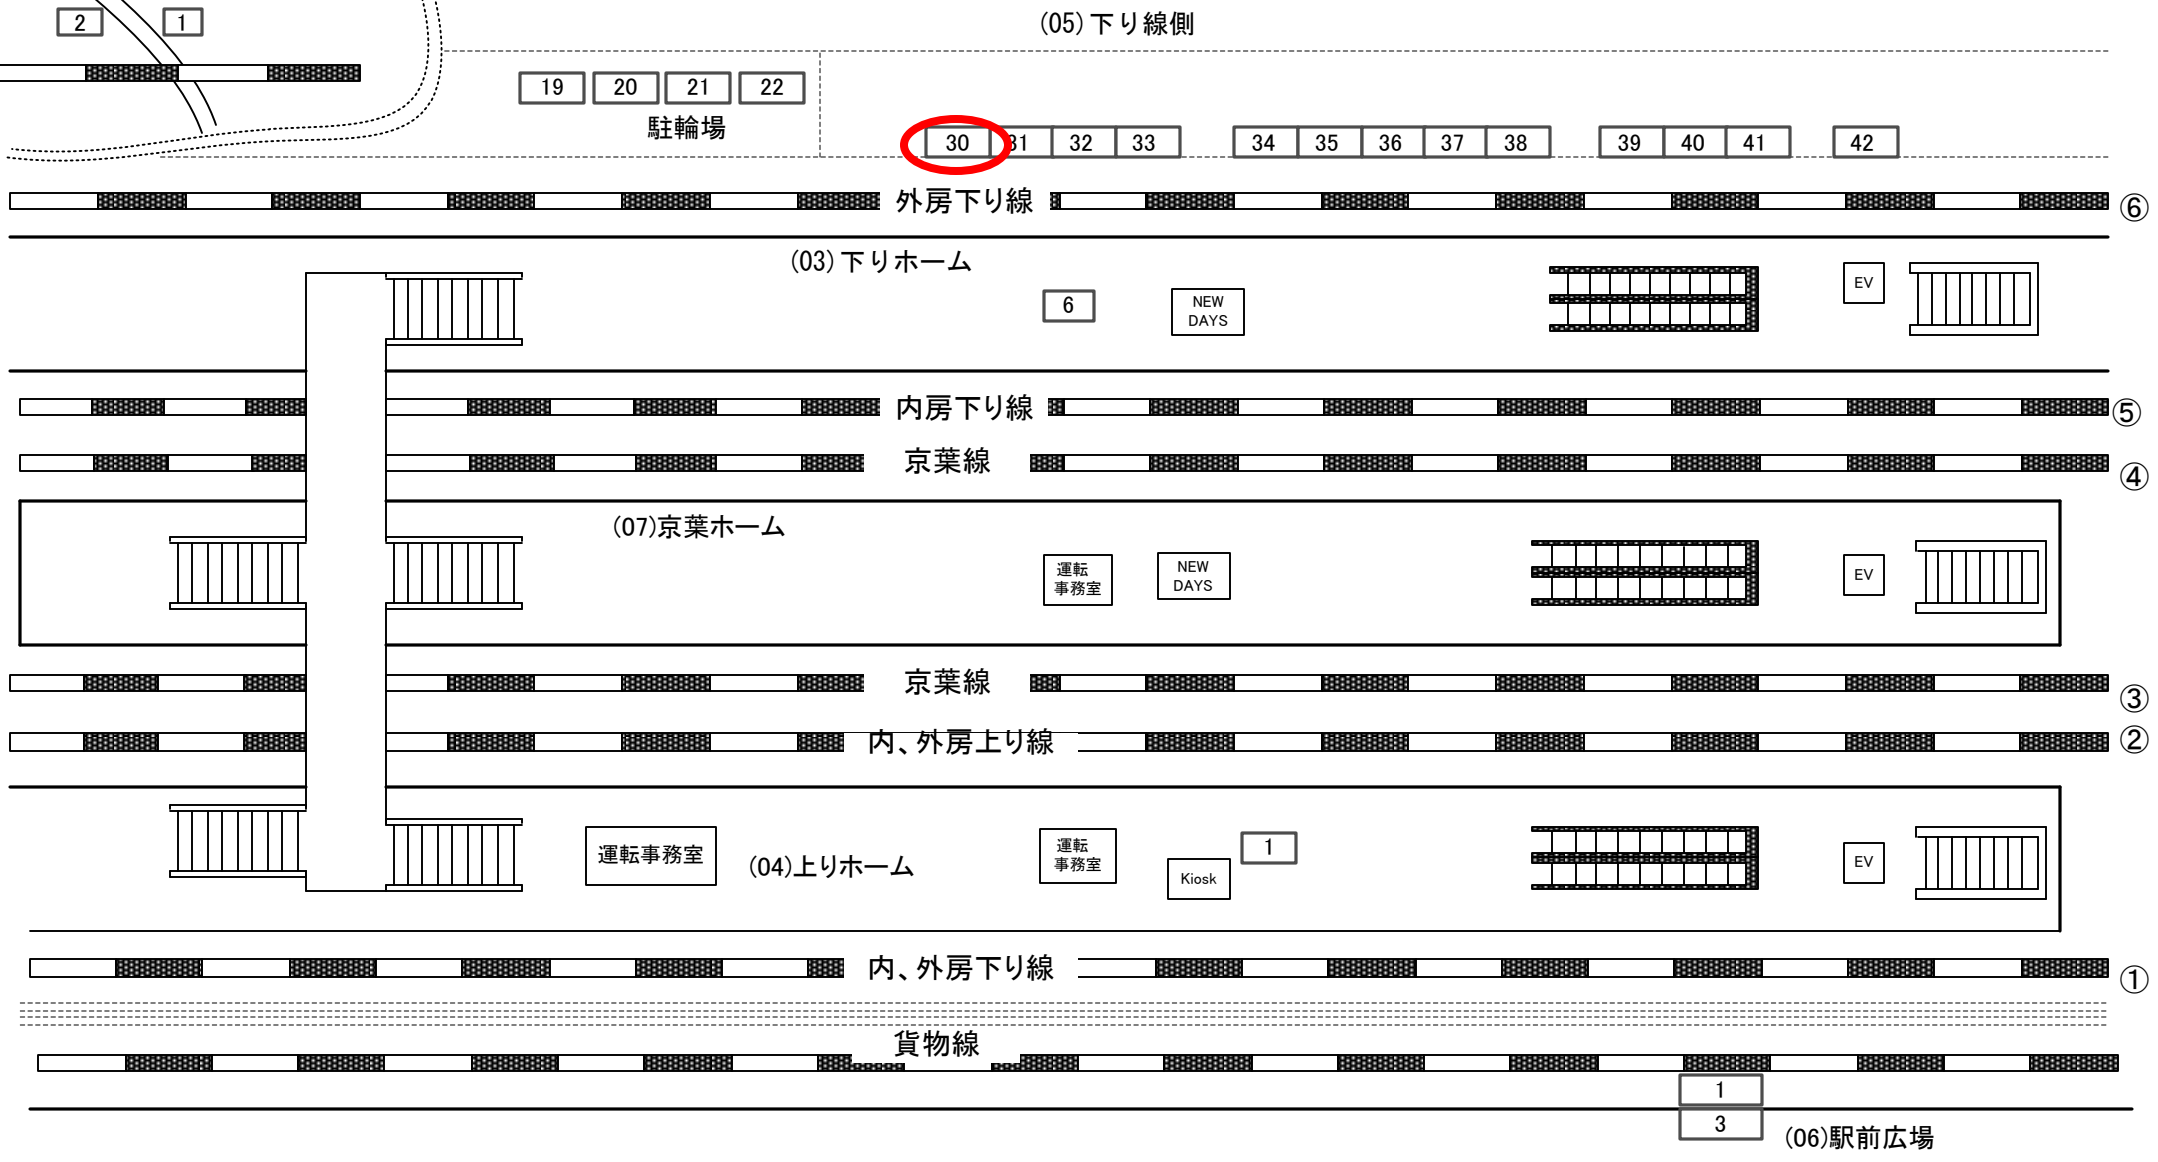 2
1
(05)下り線側
19
20
21
22
駐輪場
30
31
32
33
34
35
36
37
38
39
40
41
42
外房下り線
⑥
(03)下りホーム
6
NEW
DAYS
EV
内房下り線
⑤
京葉線
④
(07)京葉ホーム
運転
事務室
NEW
DAYS
EV
京葉線
③
内、外房上り線
②
運転事務室
(04)上りホーム
運転
事務室
Kiosk
1
EV
内、外房下り線
①
貨物線
1
3
(06)駅前広場